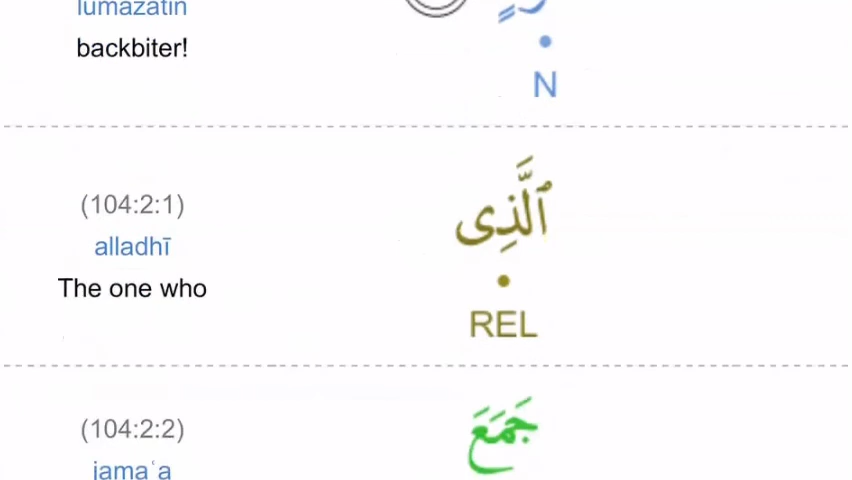 lumazatin
backbiter!
N
(104:2:1)
alladhī
The one who
ٱلَّذِى
REL
(104:2:2)
jamaʿa
جَمَعَ